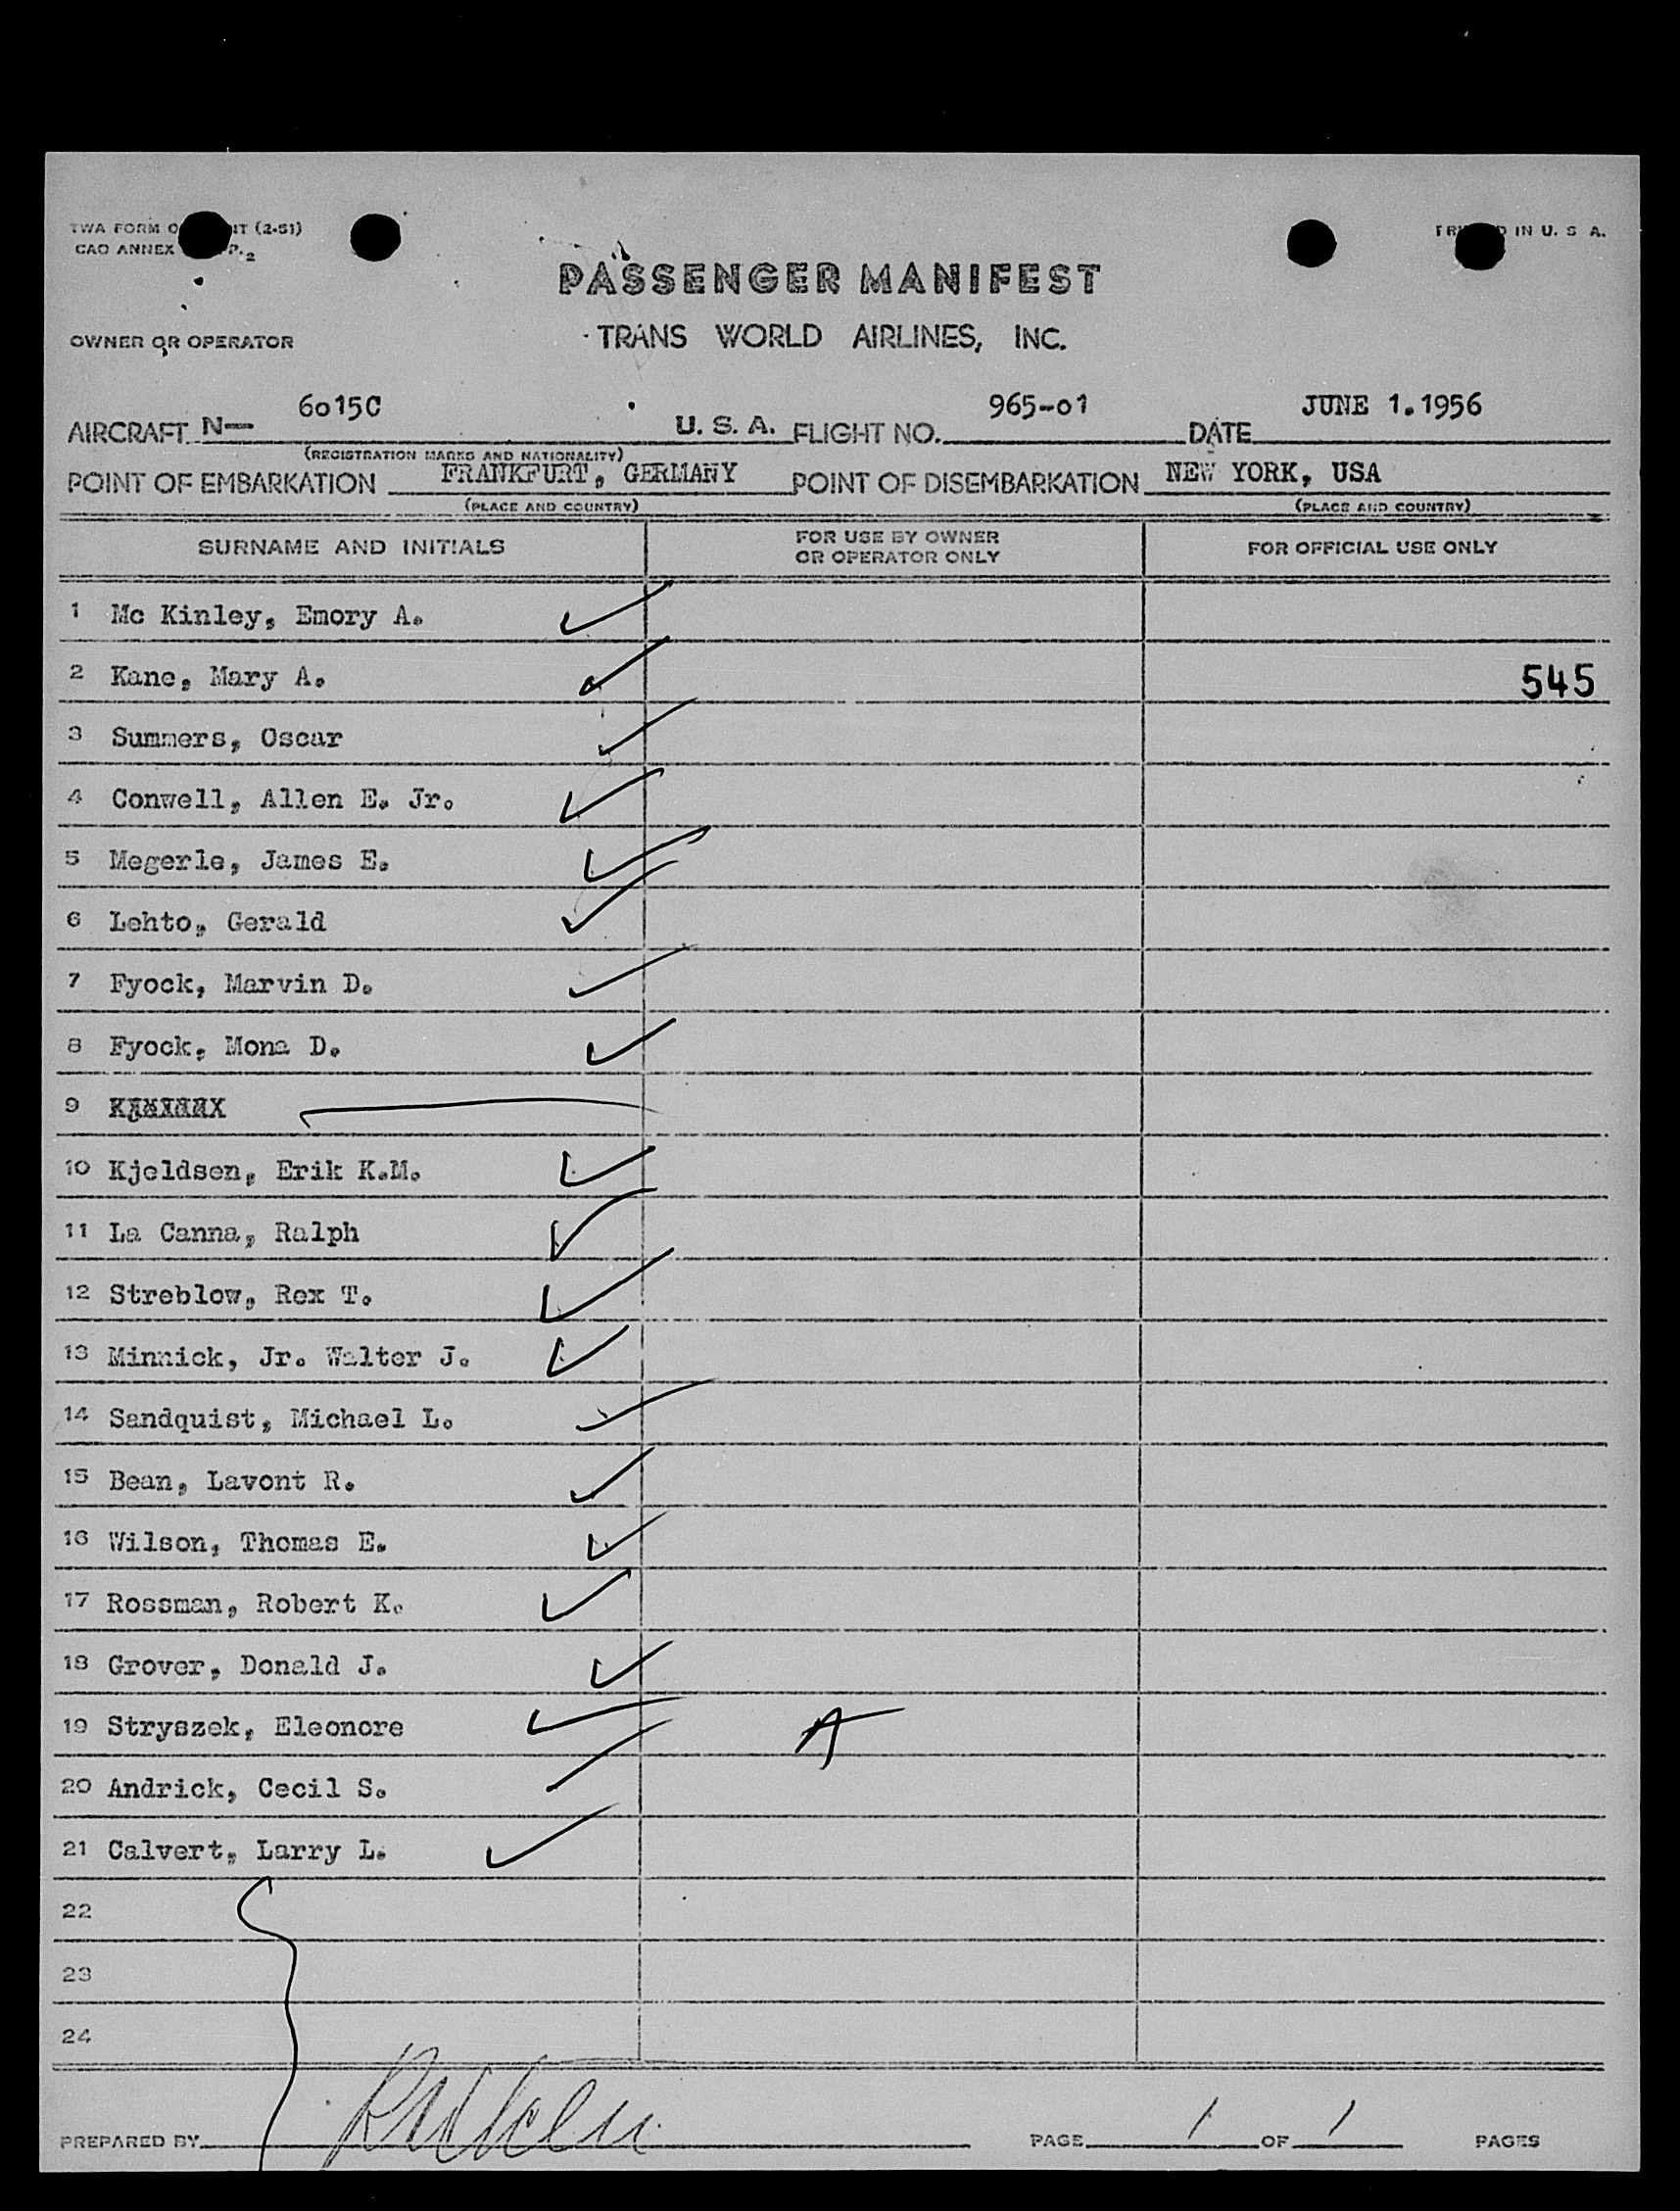 TWA FORM O NT (2-51)
CAO ANNEX P. 2
IN U. S. A.
PASSENGER MANIFEST
OWNER OR OPERATOR
TRANS WORLD AIRLINES, INC.
AIRCRAFT N— 6015C U. S. A. FLIGHT NO. 965-01 DATE JUNE 1.1956
(REGISTRATION MARKS AND NATIONALITY)
POINT OF EMBARKATION FRANKFURT, GERMANY POINT OF DISEMBARKATION NEW YORK, USA
(PLACE AND COUNTRY) (PLACE AND COUNTRY)
SURNAME AND INITIALS FOR USE BY OWNER OR OPERATOR ONLY FOR OFFICIAL USE ONLY
1 Mc Kinley, Emory A.
2 Kane, Mary A. 545
3 Summers, Oscar
4 Conwell, Allen E. Jr.
5 Megerle, James E.
6 Lehto, Gerald
7 Fyock, Marvin D.
8 Fyock, Mona D.
9
10 Kjeldsen, Erik K.M.
11 La Canna, Ralph
12 Streblow, Rex T.
13 Minnick, Jr. Walter J.
14 Sandquist, Michael L.
15 Bean, Lavont R.
16 Wilson, Thomas E.
17 Rossman, Robert K.
18 Grover, Donald J.
19 Stryszek, Eleonore A
20 Andrick, Cecil S.
21 Calvert, Larry L.
22
23
24
PREPARED BY PAGE 1 OF 1 PAGES